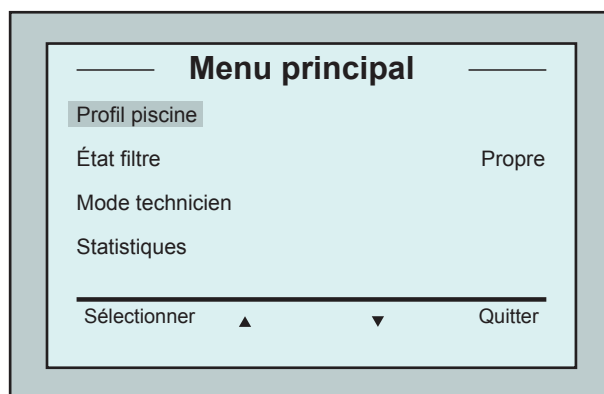 Menu principal
Profil piscine
État filtre Propre
Mode technicien
Statistiques
Sélectionner ▲ ▼ Quitter